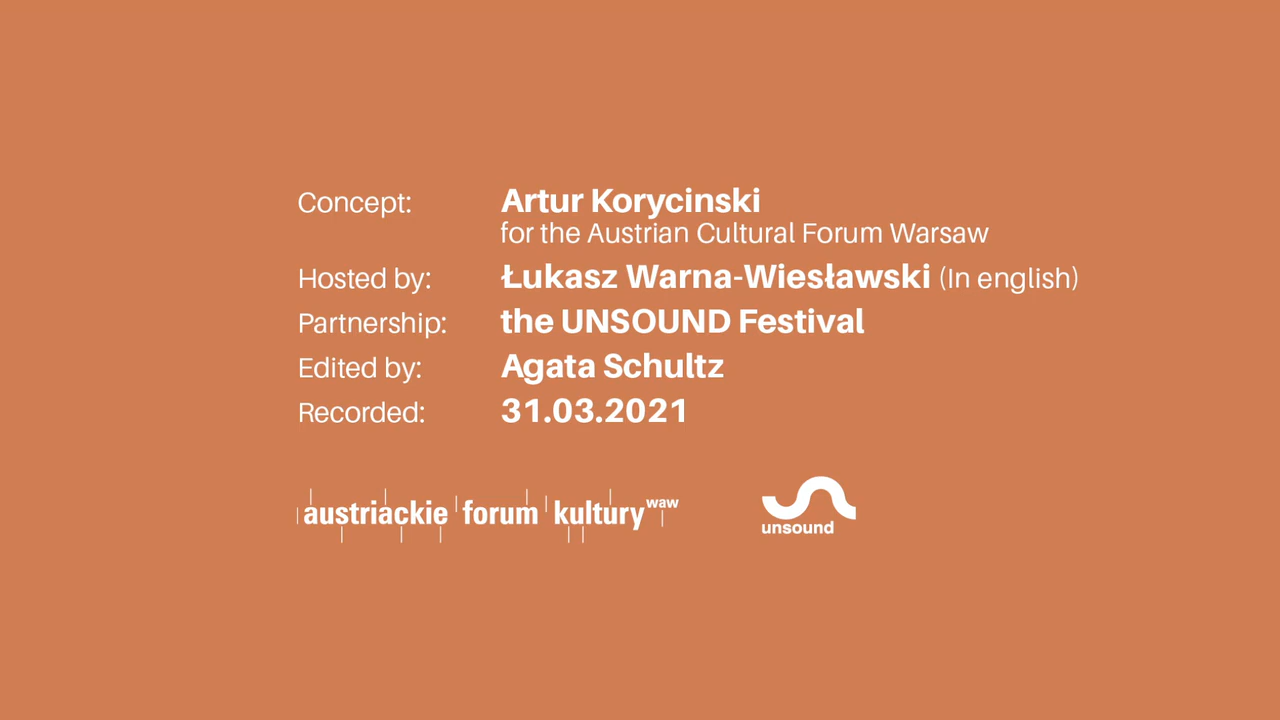 Concept: Artur Korycinski
for the Austrian Cultural Forum Warsaw
Hosted by: Łukasz Warna-Wiesławski (In english)
Partnership: the UNSOUND Festival
Edited by: Agata Schultz
Recorded: 31.03.2021
austriackie forum kultury waw
unsound